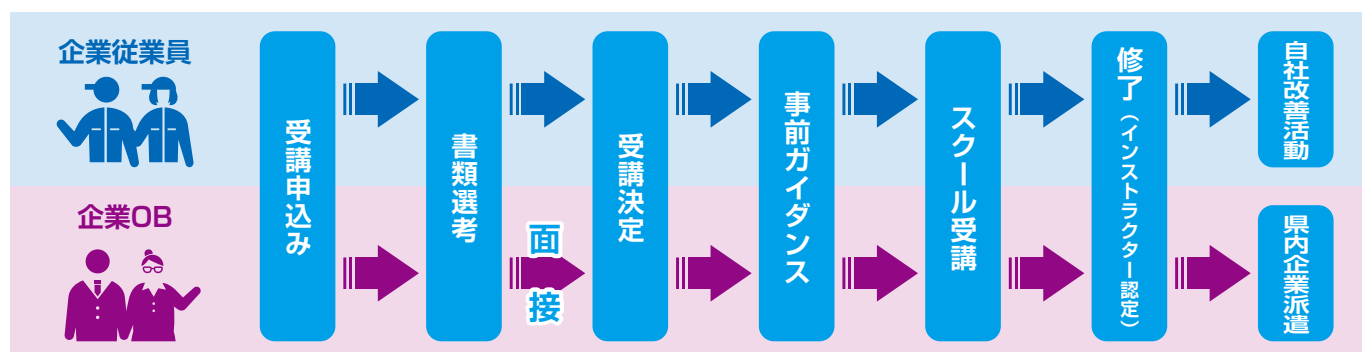 企業従業員
企業OB
受講申込み
書類選考
面接
受講決定
事前ガイダンス
スクール受講
修了（インストラクター認定）
自社改善活動
県内企業派遣